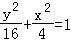 y²/16 + x²/4 = 1